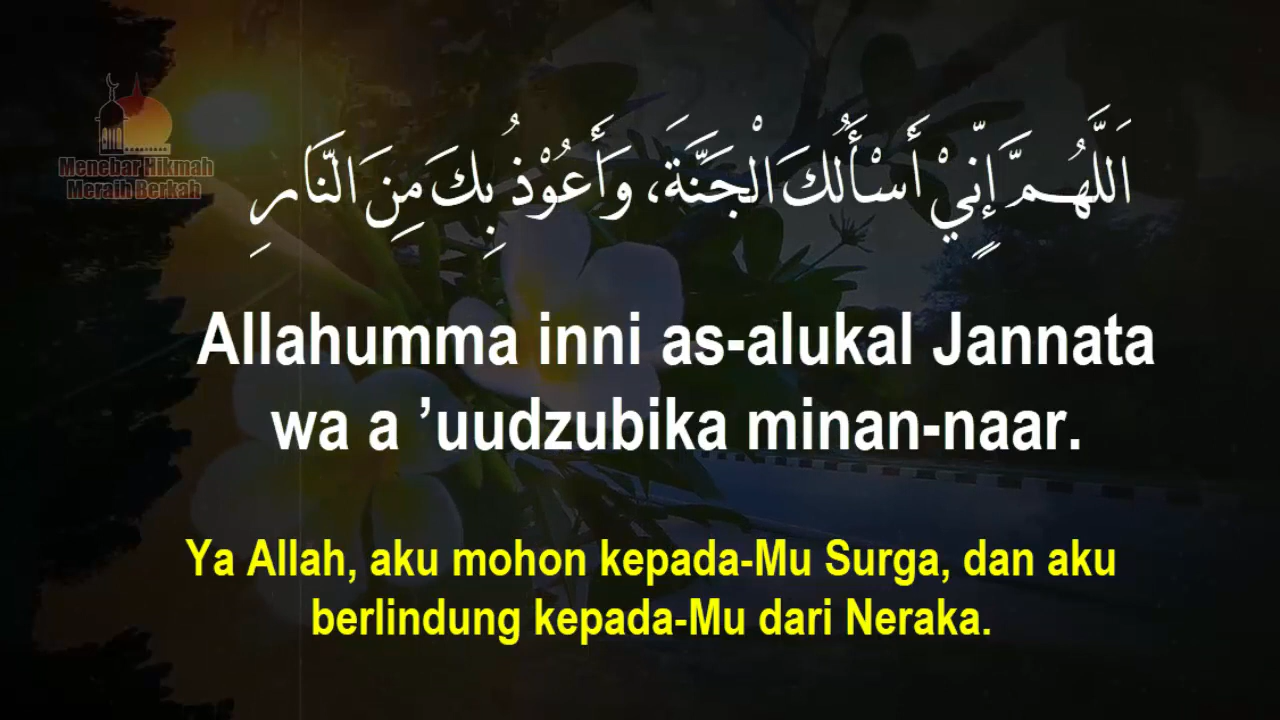 Menebar Hikmah
Meraih Berkah
اَللَّهُمَّ إِنِّيْ أَسْأَلُكَ الْجَنَّةَ، وَأَعُوْذُ بِكَ مِنَ النَّارِ
Allahumma inni as-alukal Jannata
wa a ’uudzubika minan-naar.
Ya Allah, aku mohon kepada-Mu Surga, dan aku
berlindung kepada-Mu dari Neraka.